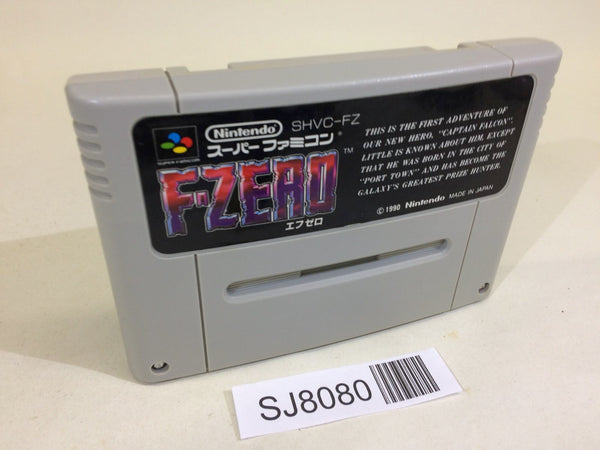 Nintendo SHVC-FZ
スーパーファミコン
F-ZERO ™
エフゼロ
THIS IS THE FIRST ADVENTURE OF
OUR NEW HERO, "CAPTAIN FALCON".
LITTLE IS KNOWN ABOUT HIM, EXCEPT
THAT HE WAS BORN IN THE CITY OF
"PORT TOWN" AND HAS BECOME THE
GALAXY'S GREATEST PRIZE HUNTER.
© 1990 Nintendo MADE IN JAPAN
SJ8080